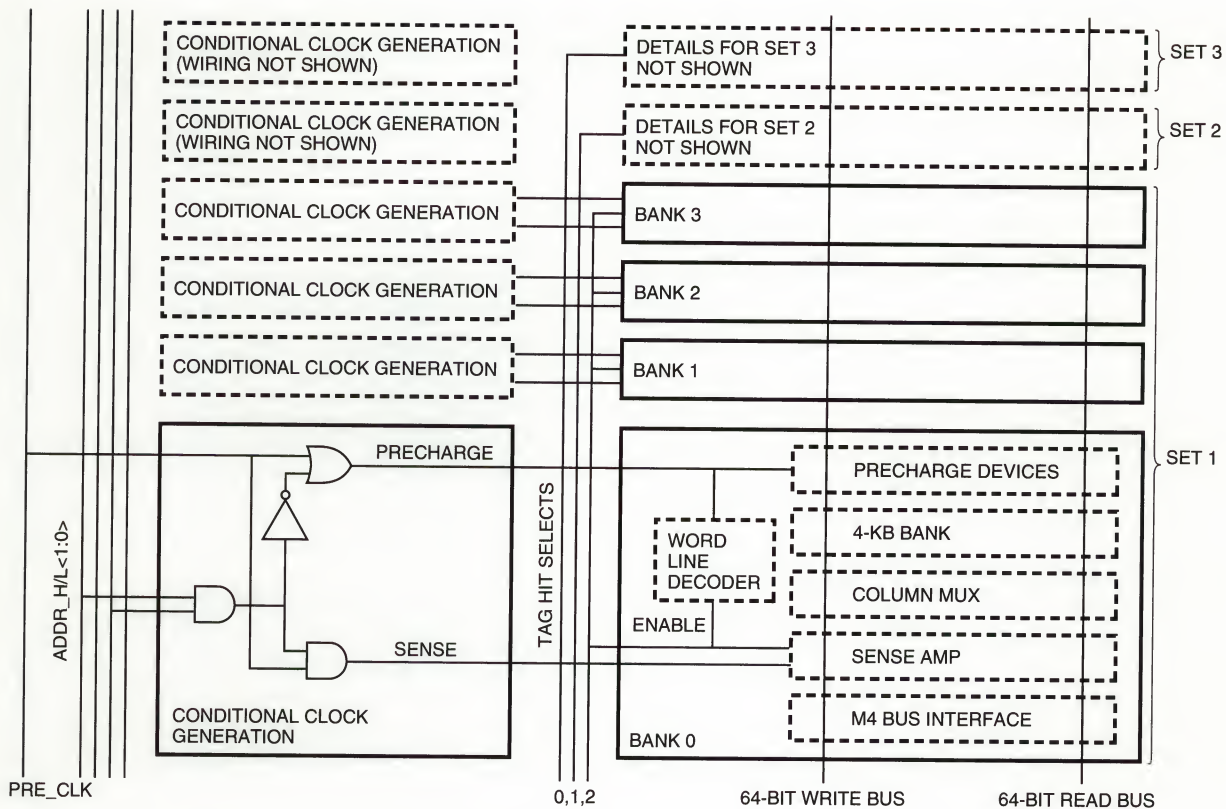 CONDITIONAL CLOCK GENERATION
(WIRING NOT SHOWN)
DETAILS FOR SET 3
NOT SHOWN
SET 3
CONDITIONAL CLOCK GENERATION
(WIRING NOT SHOWN)
DETAILS FOR SET 2
NOT SHOWN
SET 2
CONDITIONAL CLOCK GENERATION
BANK 3
CONDITIONAL CLOCK GENERATION
BANK 2
CONDITIONAL CLOCK GENERATION
BANK 1
SET 1
PRECHARGE
PRECHARGE DEVICES
4-KB BANK
WORD
LINE
DECODER
COLUMN MUX
ENABLE
SENSE
SENSE AMP
M4 BUS INTERFACE
CONDITIONAL CLOCK
GENERATION
BANK 0
ADDR_H/L<1:0>
TAG HIT SELECTS
PRE_CLK
0,1,2
64-BIT WRITE BUS
64-BIT READ BUS